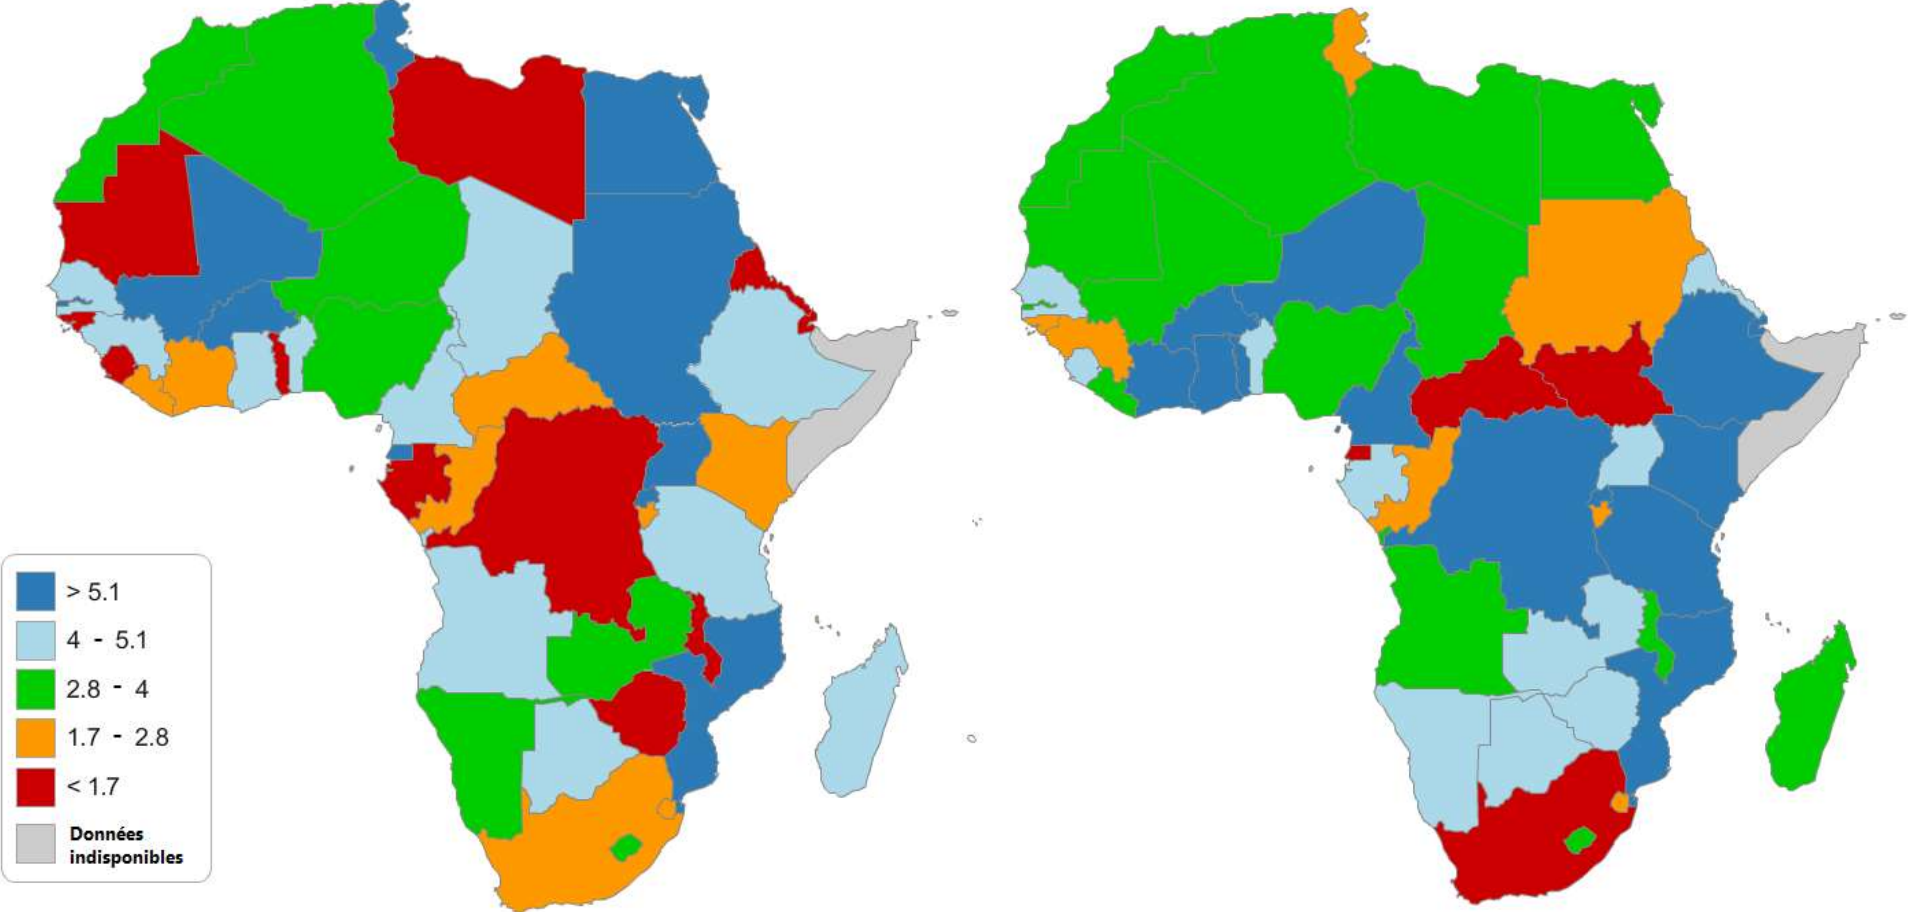 > 5.1
4 - 5.1
2.8 - 4
1.7 - 2.8
< 1.7
Données
indisponibles